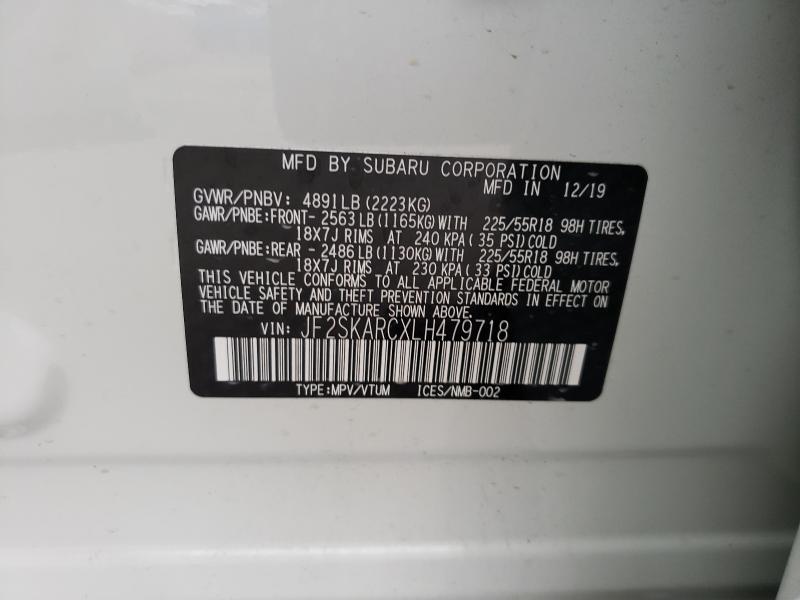 MFD BY SUBARU CORPORATION
MFD IN 12/19
GVWR/PNBV: 4891LB (2223KG)
GAWR/PNBE:FRONT- 2563 LB (1165KG) WITH 225/55R18 98H TIRES,
18X7J RIMS AT 240 KPA (35 PSI) COLD
GAWR/PNBE:REAR - 2486 LB (1130KG) WITH 225/55R18 98H TIRES,
18X7J RIMS AT 230 KPA (33 PSI) COLD
THIS VEHICLE CONFORMS TO ALL APPLICABLE FEDERAL MOTOR
VEHICLE SAFETY AND THEFT PREVENTION STANDARDS IN EFFECT ON
THE DATE OF MANUFACTURE SHOWN ABOVE.
VIN: JF2SKARCXLH479718
TYPE:MPV/VTUM ICES/NMB-002